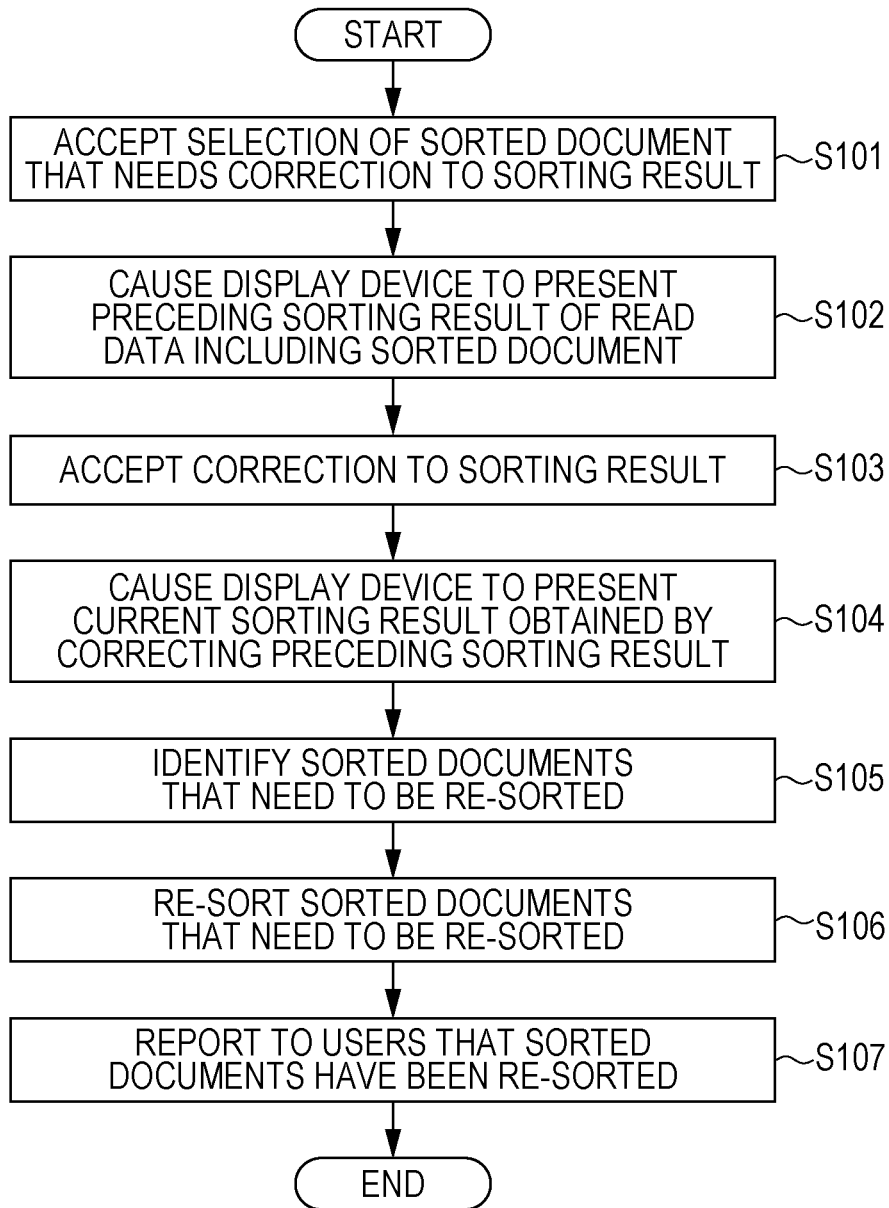 START
ACCEPT SELECTION OF SORTED DOCUMENT
THAT NEEDS CORRECTION TO SORTING RESULT
S101
CAUSE DISPLAY DEVICE TO PRESENT
PRECEDING SORTING RESULT OF READ
DATA INCLUDING SORTED DOCUMENT
S102
ACCEPT CORRECTION TO SORTING RESULT
S103
CAUSE DISPLAY DEVICE TO PRESENT
CURRENT SORTING RESULT OBTAINED BY
CORRECTING PRECEDING SORTING RESULT
S104
IDENTIFY SORTED DOCUMENTS
THAT NEED TO BE RE-SORTED
S105
RE-SORT SORTED DOCUMENTS
THAT NEED TO BE RE-SORTED
S106
REPORT TO USERS THAT SORTED
DOCUMENTS HAVE BEEN RE-SORTED
S107
END